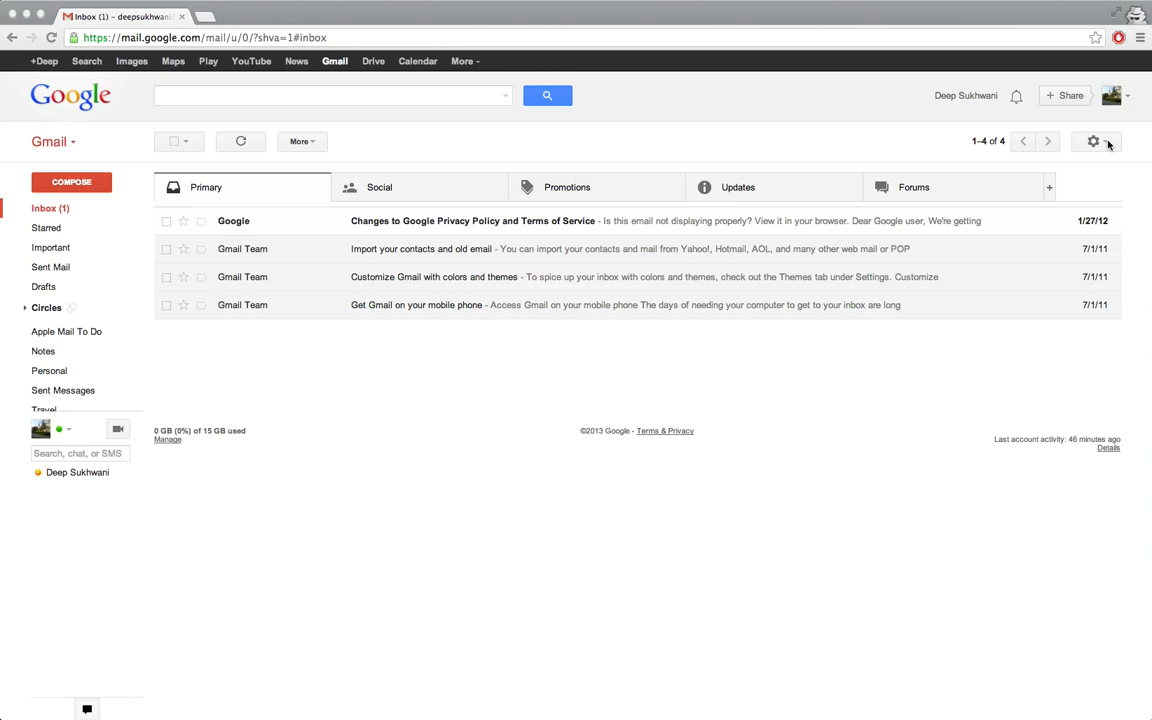 Inbox (1) – deepsukhwani
https://mail.google.com/mail/u/0/?shva=1#inbox
+Deep Search Images Maps Play YouTube News Gmail Drive Calendar More
Google
Deep Sukhwani + Share
Gmail More 1–4 of 4
COMPOSE
Primary Social Promotions Updates Forums +
Inbox (1)
Starred
Important
Sent Mail
Drafts
Circles
Apple Mail To Do
Notes
Personal
Sent Messages
Travel
Google Changes to Google Privacy Policy and Terms of Service - Is this email not displaying properly? View it in your browser. Dear Google user, We're getting 1/27/12
Gmail Team Import your contacts and old email - You can import your contacts and mail from Yahoo!, Hotmail, AOL, and many other web mail or POP 7/1/11
Gmail Team Customize Gmail with colors and themes - To spice up your inbox with colors and themes, check out the Themes tab under Settings. Customize 7/1/11
Gmail Team Get Gmail on your mobile phone - Access Gmail on your mobile phone The days of needing your computer to get to your inbox are long 7/1/11
Search, chat, or SMS
Deep Sukhwani
0 GB (0%) of 15 GB used
Manage
©2013 Google - Terms & Privacy
Last account activity: 46 minutes ago
Details